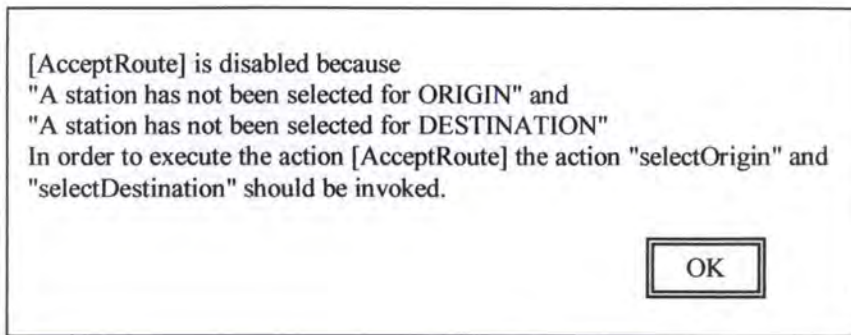 [AcceptRoute] is disabled because
"A station has not been selected for ORIGIN" and
"A station has not been selected for DESTINATION"
In order to execute the action [AcceptRoute] the action "selectOrigin" and
"selectDestination" should be invoked.
OK